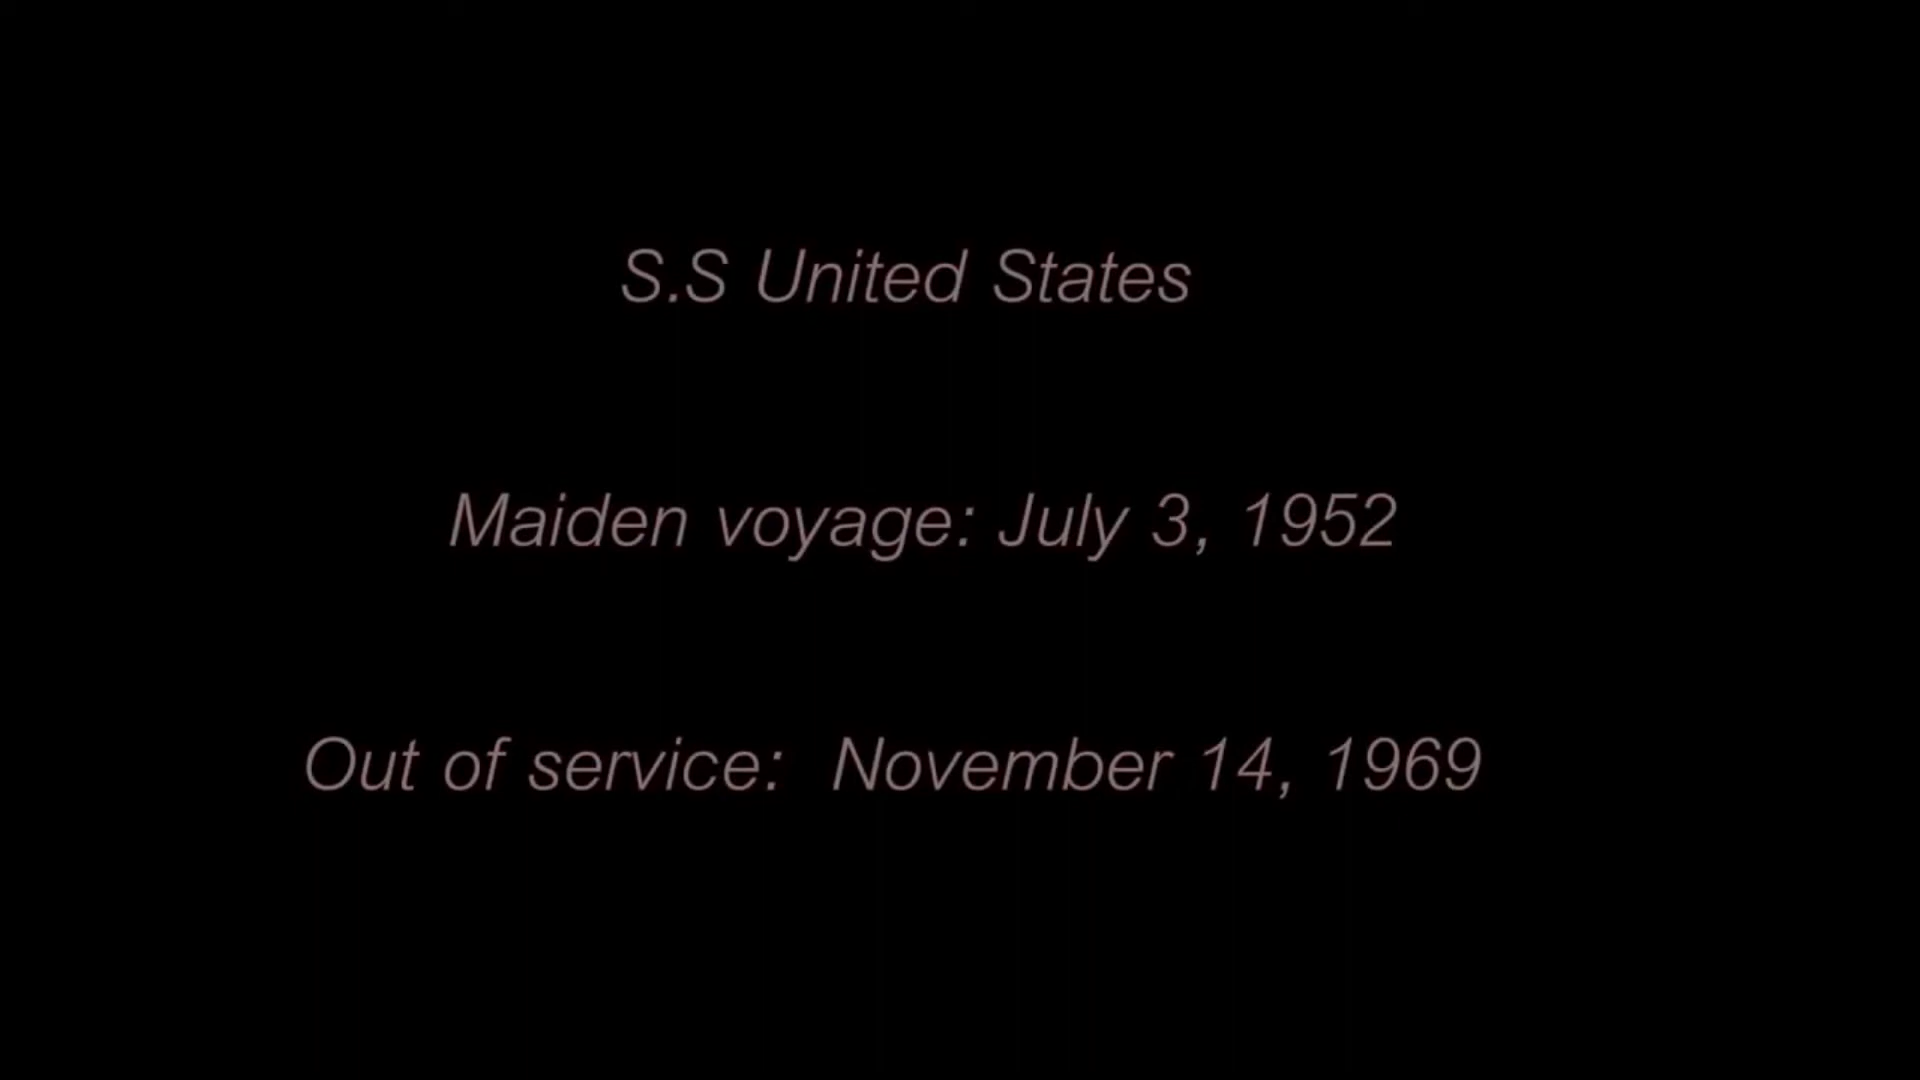 S.S United States
Maiden voyage: July 3, 1952
Out of service:  November 14, 1969